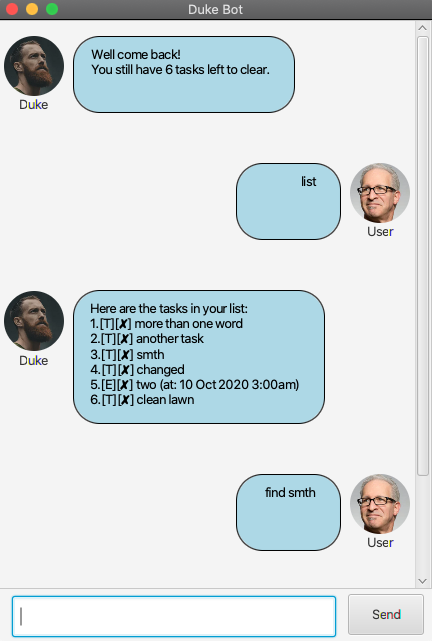 Duke Bot
Well come back!
You still have 6 tasks left to clear.
Duke
list
User
Here are the tasks in your list:
1.[T][✘] more than one word
2.[T][✘] another task
3.[T][✘] smth
4.[T][✘] changed
5.[E][✘] two (at: 10 Oct 2020 3:00am)
6.[T][✘] clean lawn
Duke
find smth
User
Send